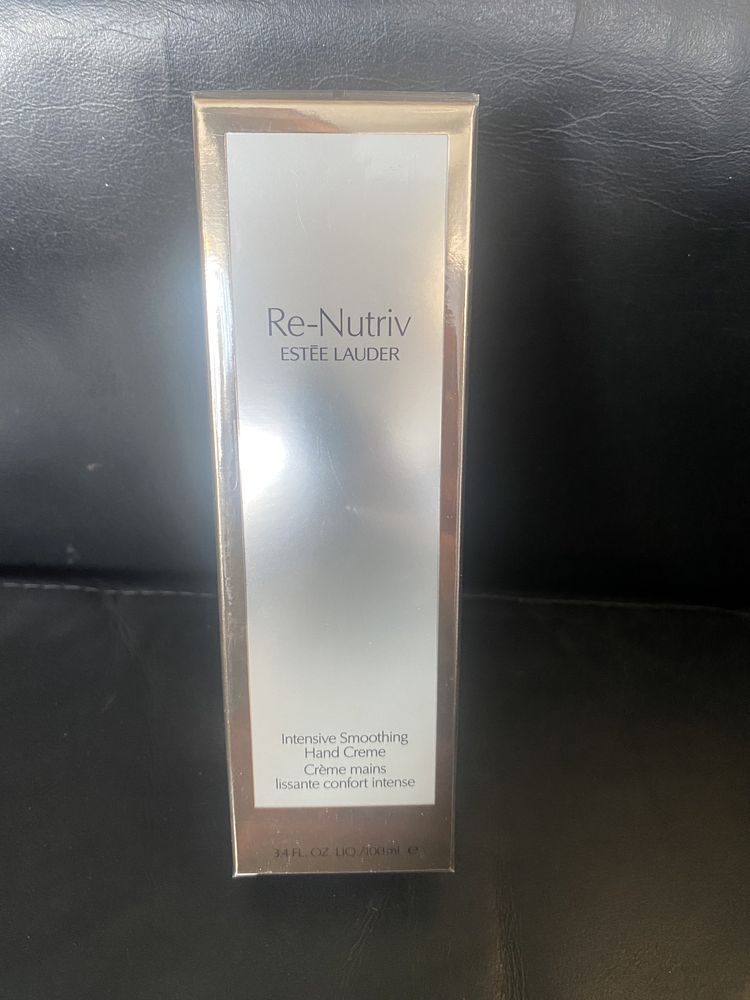 Re-Nutriv
ESTĒE LAUDER
Intensive Smoothing
Hand Creme
Crème mains
lissante confort intense
3.4 FL. OZ. LIQ./100 ml ℮